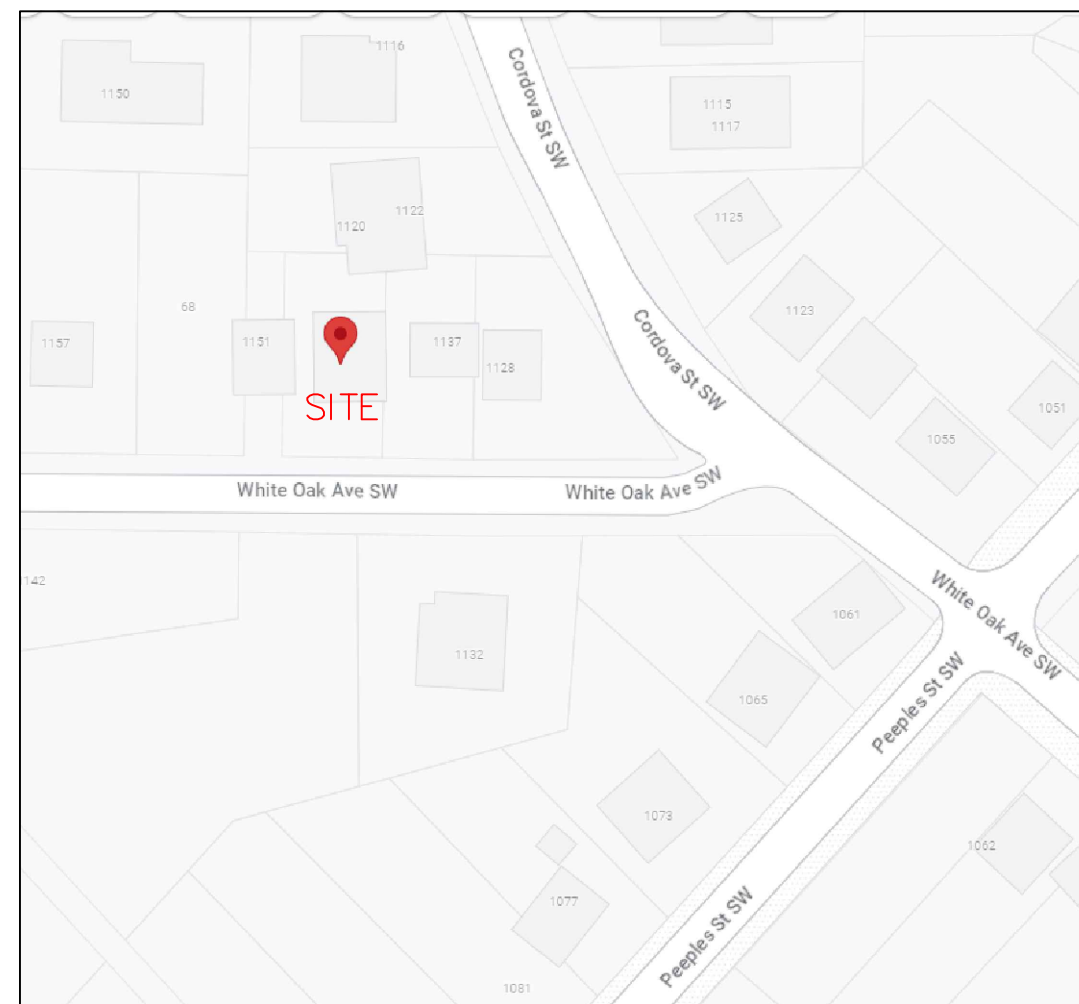 1116
1150
Cordova St SW
1115
1117
1122
1120
1125
68
1123
1157
1151
1137
1128
Cordova St SW
SITE
1051
1055
White Oak Ave SW
White Oak Ave SW
142
1061
White Oak Ave SW
1132
1065
Peeples St SW
1073
1062
1077
Peeples St SW
1081